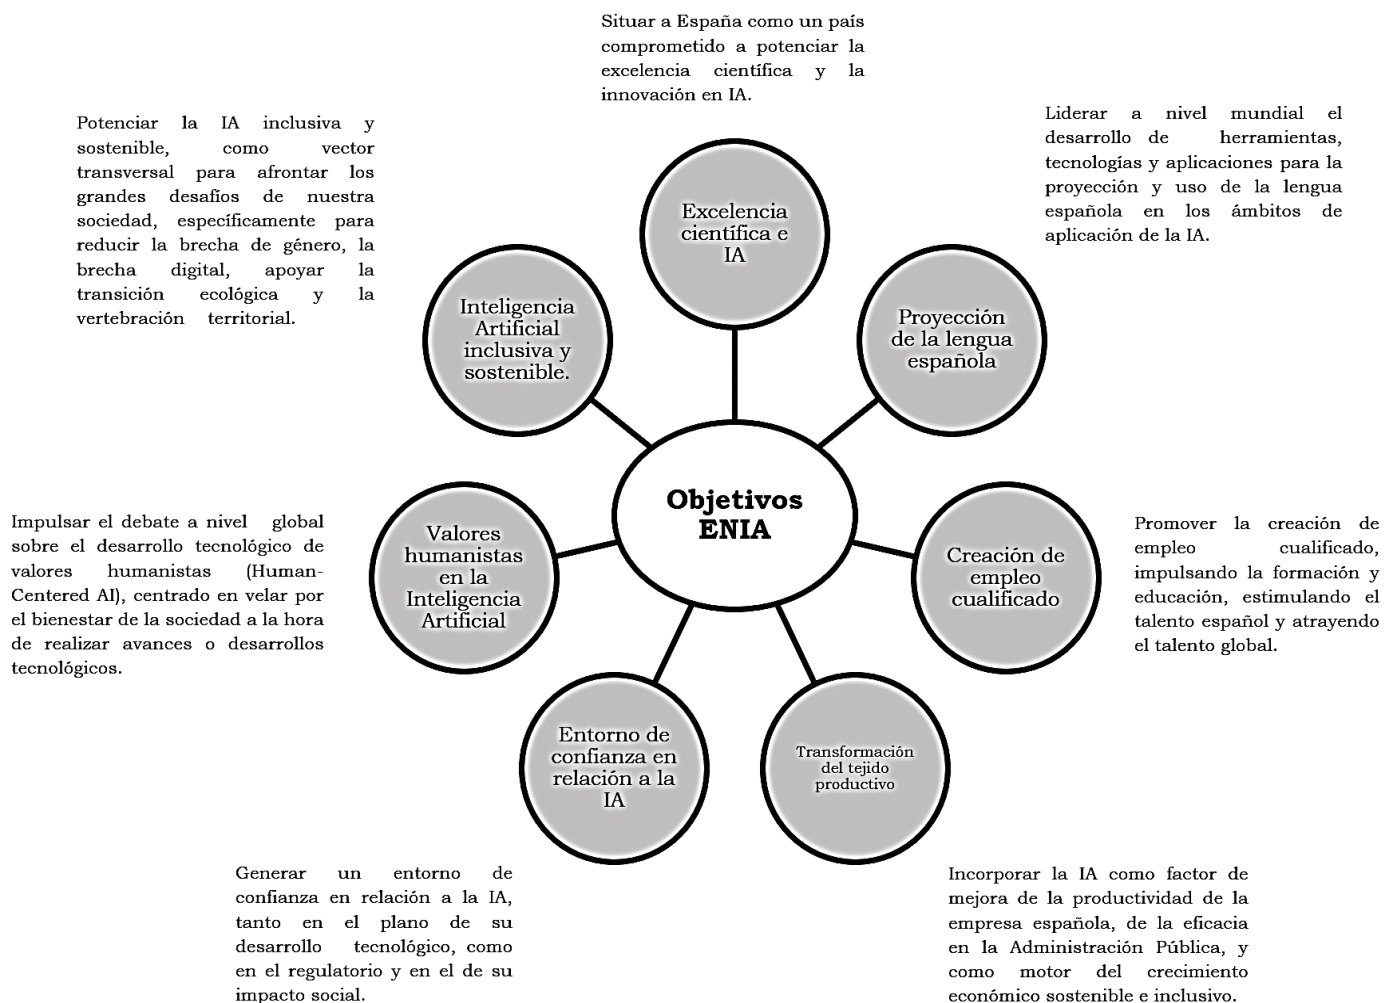 Situar a España como un país
comprometido a potenciar la
excelencia científica y la
innovación en IA.
Excelencia
científica e
IA
Liderar a nivel mundial el
desarrollo de herramientas,
tecnologías y aplicaciones para la
proyección y uso de la lengua
española en los ámbitos de
aplicación de la IA.
Proyección
de la lengua
española
Promover la creación de
empleo cualificado,
impulsando la formación y
educación, estimulando el
talento español y atrayendo
el talento global.
Creación de
empleo
cualificado
Incorporar la IA como factor de
mejora de la productividad de la
empresa española, de la eficacia
en la Administración Pública, y
como motor del crecimiento
económico sostenible e inclusivo.
Transformación
del tejido
productivo
Generar un entorno de
confianza en relación a la IA,
tanto en el plano de su
desarrollo tecnológico, como
en el regulatorio y en el de su
impacto social.
Entorno de
confianza en
relación a la
IA
Impulsar el debate a nivel global
sobre el desarrollo tecnológico de
valores humanistas (Human-
Centered AI), centrado en velar por
el bienestar de la sociedad a la hora
de realizar avances o desarrollos
tecnológicos.
Valores
humanistas
en la
Inteligencia
Artificial
Potenciar la IA inclusiva y
sostenible, como vector
transversal para afrontar los
grandes desafíos de nuestra
sociedad, específicamente para
reducir la brecha de género, la
brecha digital, apoyar la
transición ecológica y la
vertebración territorial.
Inteligencia
Artificial
inclusiva y
sostenible.
Objetivos
ENIA